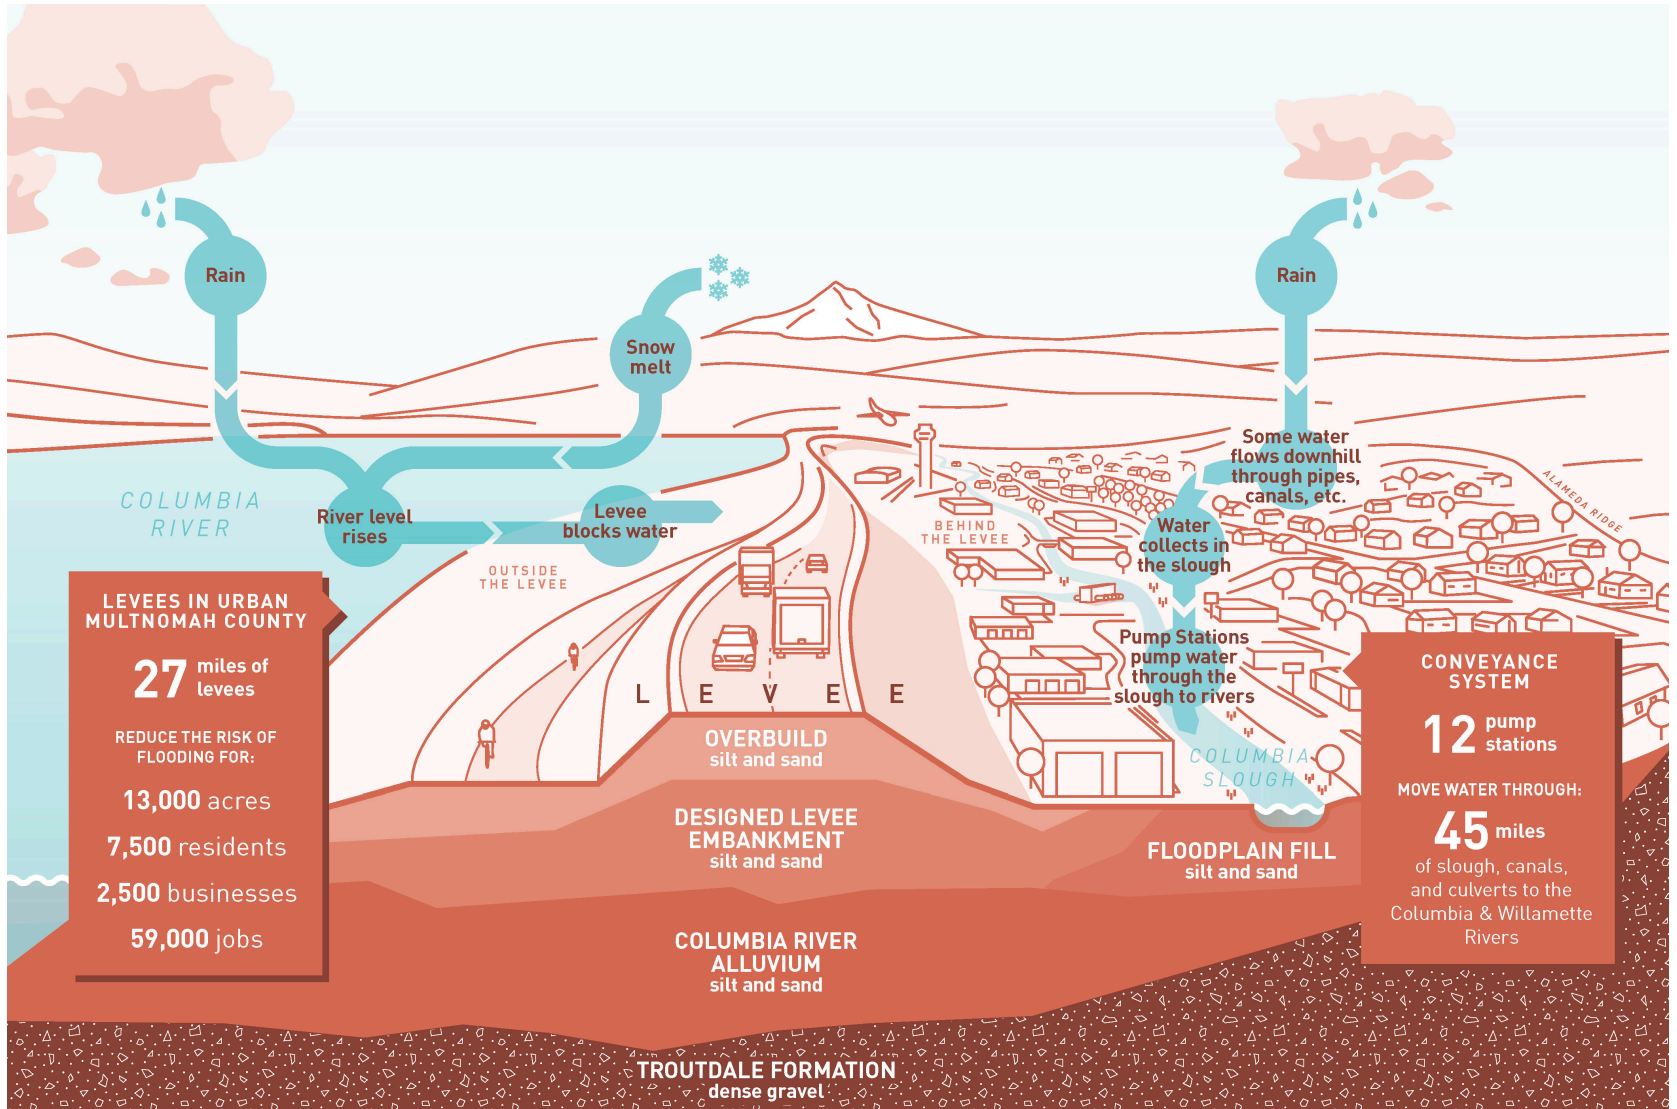 Rain
Snow
melt
Rain
COLUMBIA
RIVER
River level
rises
Levee
blocks water
OUTSIDE
THE LEVEE
BEHIND
THE LEVEE
Some water
flows downhill
through pipes,
canals, etc.
ALAMEDA RIDGE
Water
collects in
the slough
Pump Stations
pump water
through the
slough to rivers
COLUMBIA
SLOUGH
LEVEES IN URBAN
MULTNOMAH COUNTY
27 miles of
levees
REDUCE THE RISK OF
FLOODING FOR:
13,000 acres
7,500 residents
2,500 businesses
59,000 jobs
LEVEE
OVERBUILD
silt and sand
DESIGNED LEVEE
EMBANKMENT
silt and sand
FLOODPLAIN FILL
silt and sand
COLUMBIA RIVER
ALLUVIUM
silt and sand
TROUTDALE FORMATION
dense gravel
CONVEYANCE
SYSTEM
12 pump
stations
MOVE WATER THROUGH:
45 miles
of slough, canals,
and culverts to the
Columbia & Willamette
Rivers